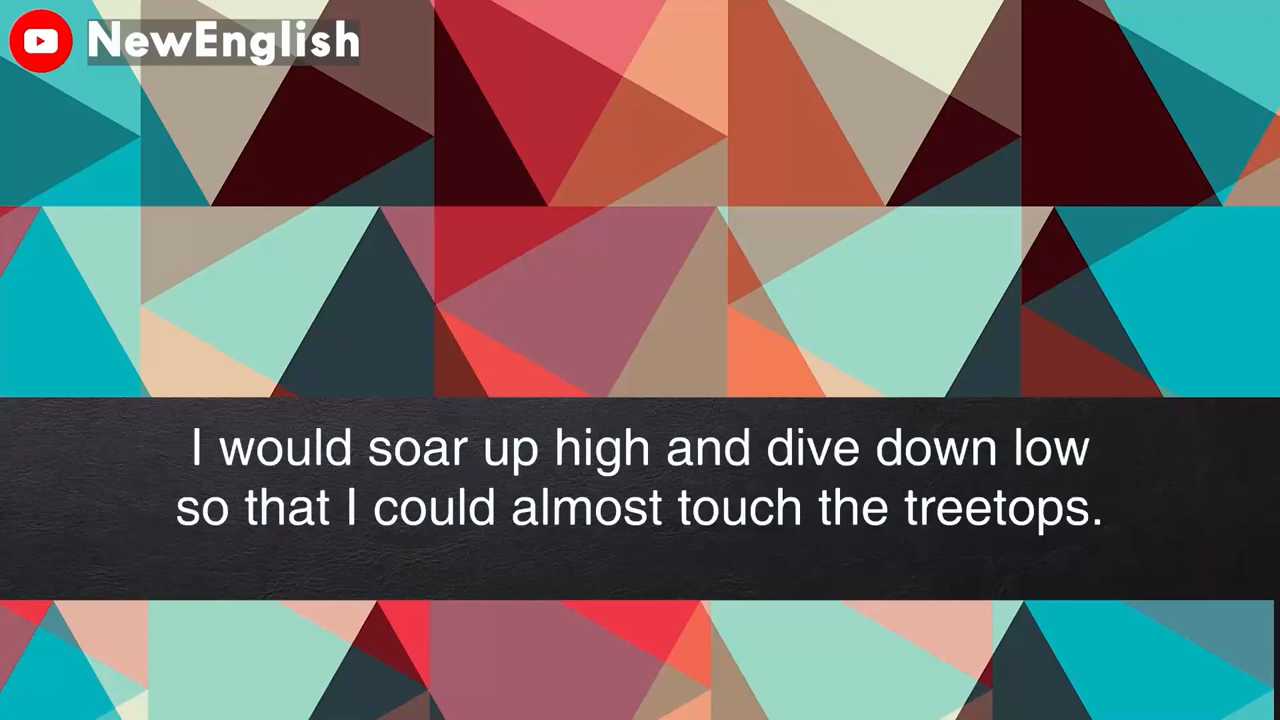 NewEnglish
I would soar up high and dive down low
so that I could almost touch the treetops.